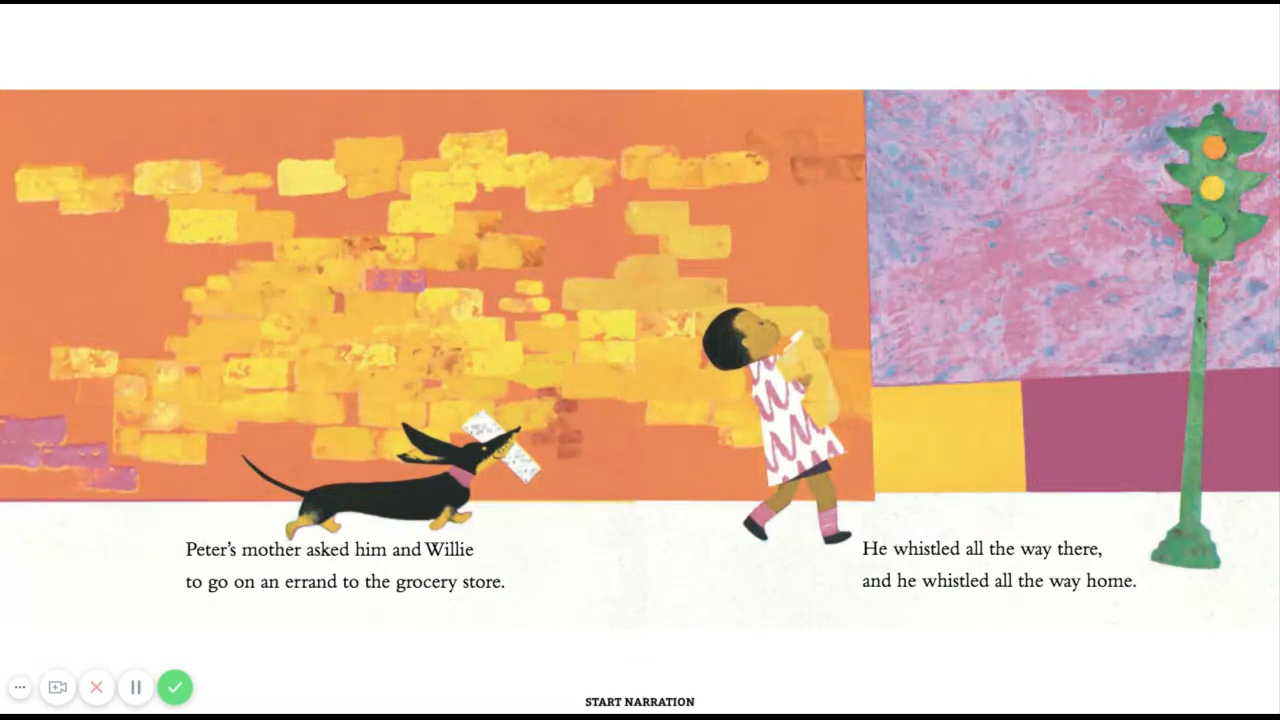 Peter's mother asked him and Willie
to go on an errand to the grocery store.
He whistled all the way there,
and he whistled all the way home.
START NARRATION